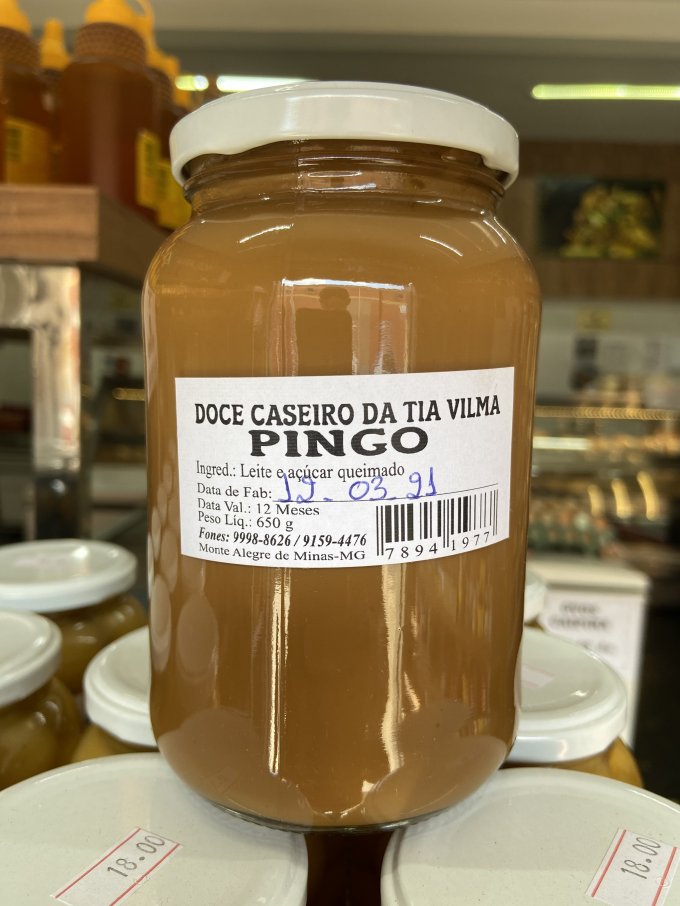 DOCE CASEIRO DA TIA VILMA
PINGO
Ingred.: Leite e açúcar queimado
Data de Fab: 12.03.21
Data Val.: 12 Meses
Peso Líq.: 650 g
Fones: 9998-8626 / 9159-4476
Monte Alegre de Minas-MG
7894 1977
18.00
18.00